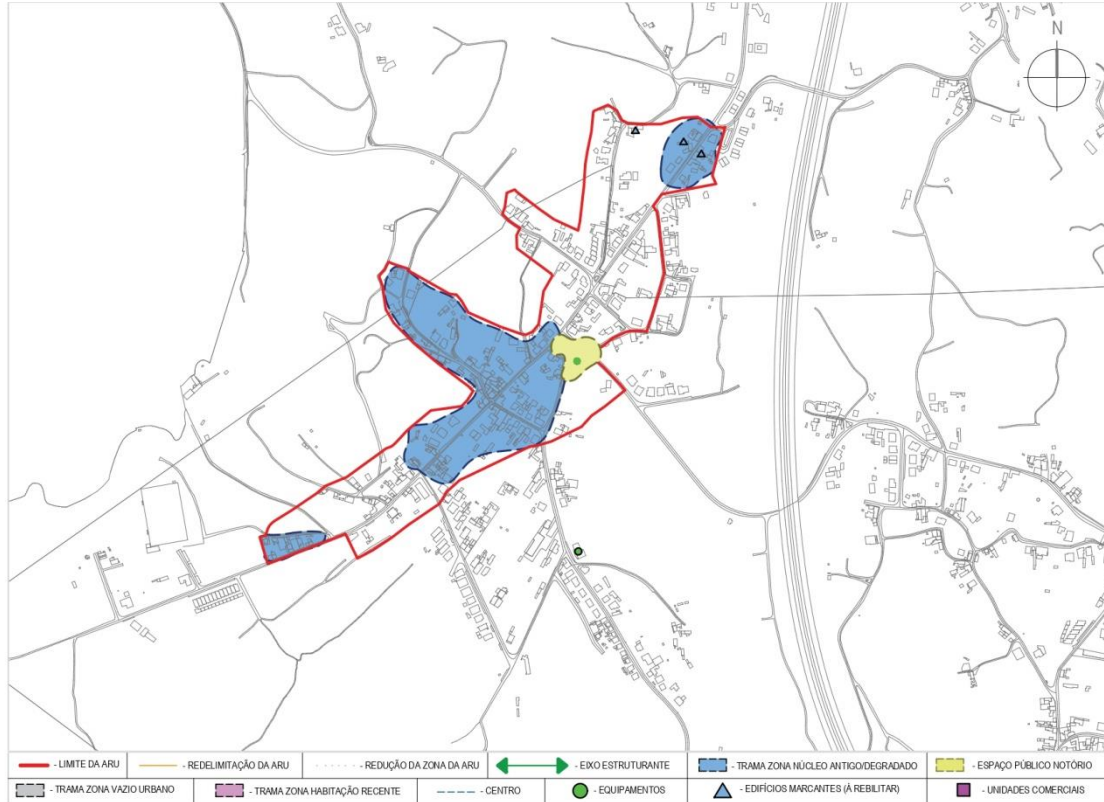 N
- LIMITE DA ARU - REDELIMITAÇÃO DA ARU - REDUÇÃO DA ZONA DA ARU - EIXO ESTRUTURANTE - TRAMA ZONA NÚCLEO ANTIGO/DEGRADADO - ESPAÇO PÚBLICO NOTÓRIO
- TRAMA ZONA VAZIO URBANO - TRAMA ZONA HABITAÇÃO RECENTE - CENTRO - EQUIPAMENTOS - EDIFÍCIOS MARCANTES (À REBILITAR) - UNIDADES COMERCIAIS